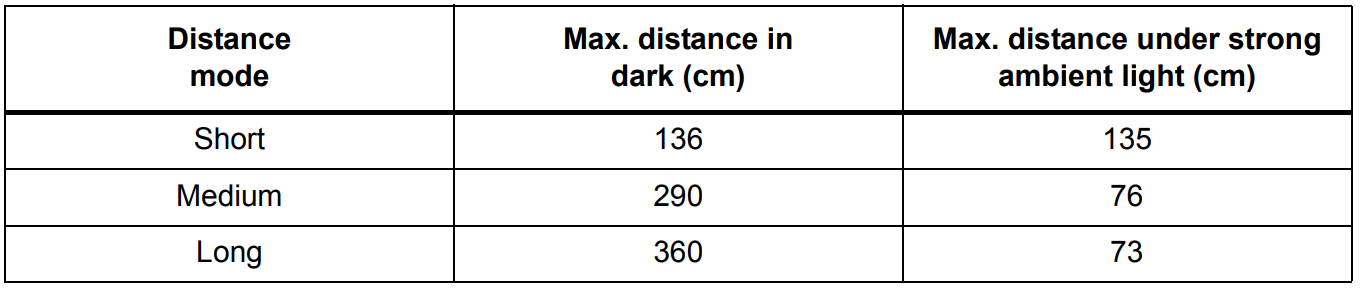 Distance mode Max. distance in dark (cm) Max. distance under strong ambient light (cm)
Short 136 135
Medium 290 76
Long 360 73